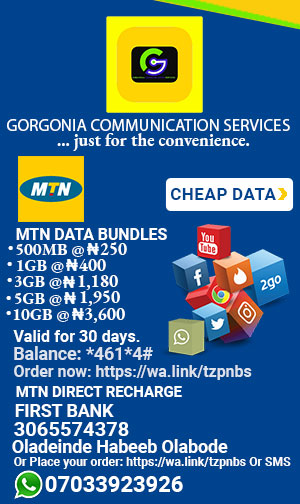 GORGONIA COMMUNICATION SERVICES
... just for the convenience.
MTN
CHEAP DATA
MTN DATA BUNDLES
• 500MB @ ₦250
• 1GB @ ₦400
• 3GB @ ₦ 1,180
• 5GB @ ₦ 1,950
• 10GB @ ₦3,600
You Tube
2go
Valid for 30 days.
Balance: *461*4#
Order now: https://wa.link/tzpnbs
MTN DIRECT RECHARGE
FIRST BANK
3065574378
Oladeinde Habeeb Olabode
Or Place your order: https://wa.link/tzpnbs Or SMS
07033923926